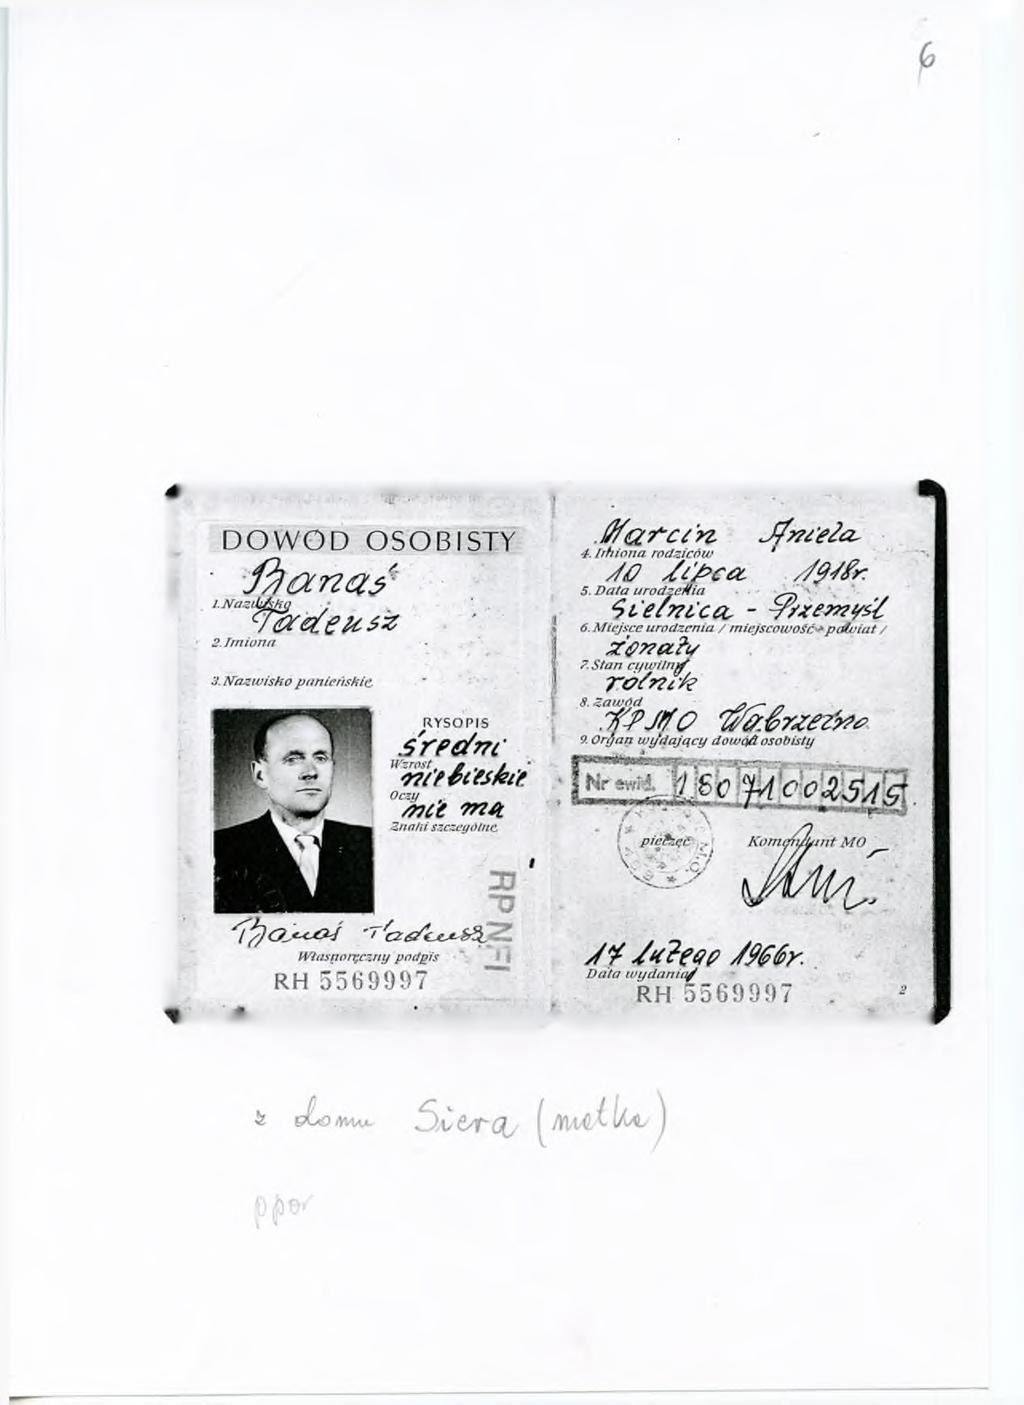 6
DOWÓD OSOBISTY
Banaś
1. Nazwisko
Tadeusz
2. Imiona
3. Nazwisko panieńskie
RYSOPIS
średni
Wzrost
niebieskie
Oczy
nie ma
Znaki szczególne
RP NFI
Banaś Tadeusz
Własnoręczny podpis
RH 5569997
Marcin Aniela
4. Imiona rodziców
10 lipca 1918r.
5. Data urodzenia
Sielnica - Przemyśl
6. Miejsce urodzenia / miejscowość - powiat /
żonaty
7. Stan cywilny
rolnik
8. Zawód
KPMO Wąbrzeźno
9. Organ wydający dowód osobisty
Nr ewid. 18071002515
pieczęć Komendant MO
17 lutego 1966r.
Data wydania
RH 5569997
2
z domu Siera (matka)
ppor